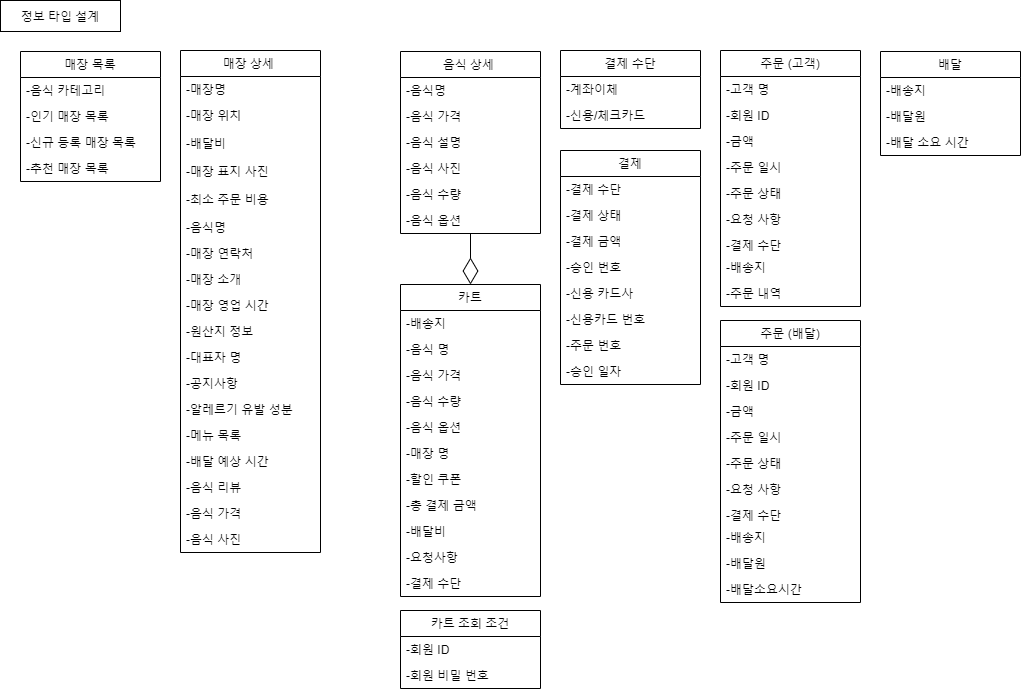 정보 타입 설계
매장 목록
-음식 카테고리
-인기 매장 목록
-신규 등록 매장 목록
-추천 매장 목록
매장 상세
-매장명
-매장 위치
-배달비
-매장 표지 사진
-최소 주문 비용
-음식명
-매장 연락처
-매장 소개
-매장 영업 시간
-원산지 정보
-대표자 명
-공지사항
-알레르기 유발 성분
-메뉴 목록
-배달 예상 시간
-음식 리뷰
-음식 가격
-음식 사진
음식 상세
-음식명
-음식 가격
-음식 설명
-음식 사진
-음식 수량
-음식 옵션
카트
-배송지
-음식 명
-음식 가격
-음식 수량
-음식 옵션
-매장 명
-할인 쿠폰
-총 결제 금액
-배달비
-요청사항
-결제 수단
카트 조회 조건
-회원 ID
-회원 비밀 번호
결제 수단
-계좌이체
-신용/체크카드
결제
-결제 수단
-결제 상태
-결제 금액
-승인 번호
-신용 카드사
-신용카드 번호
-주문 번호
-승인 일자
주문 (고객)
-고객 명
-회원 ID
-금액
-주문 일시
-주문 상태
-요청 사항
-결제 수단
-배송지
-주문 내역
주문 (배달)
-고객 명
-회원 ID
-금액
-주문 일시
-주문 상태
-요청 사항
-결제 수단
-배송지
-배달원
-배달소요시간
배달
-배송지
-배달원
-배달 소요 시간